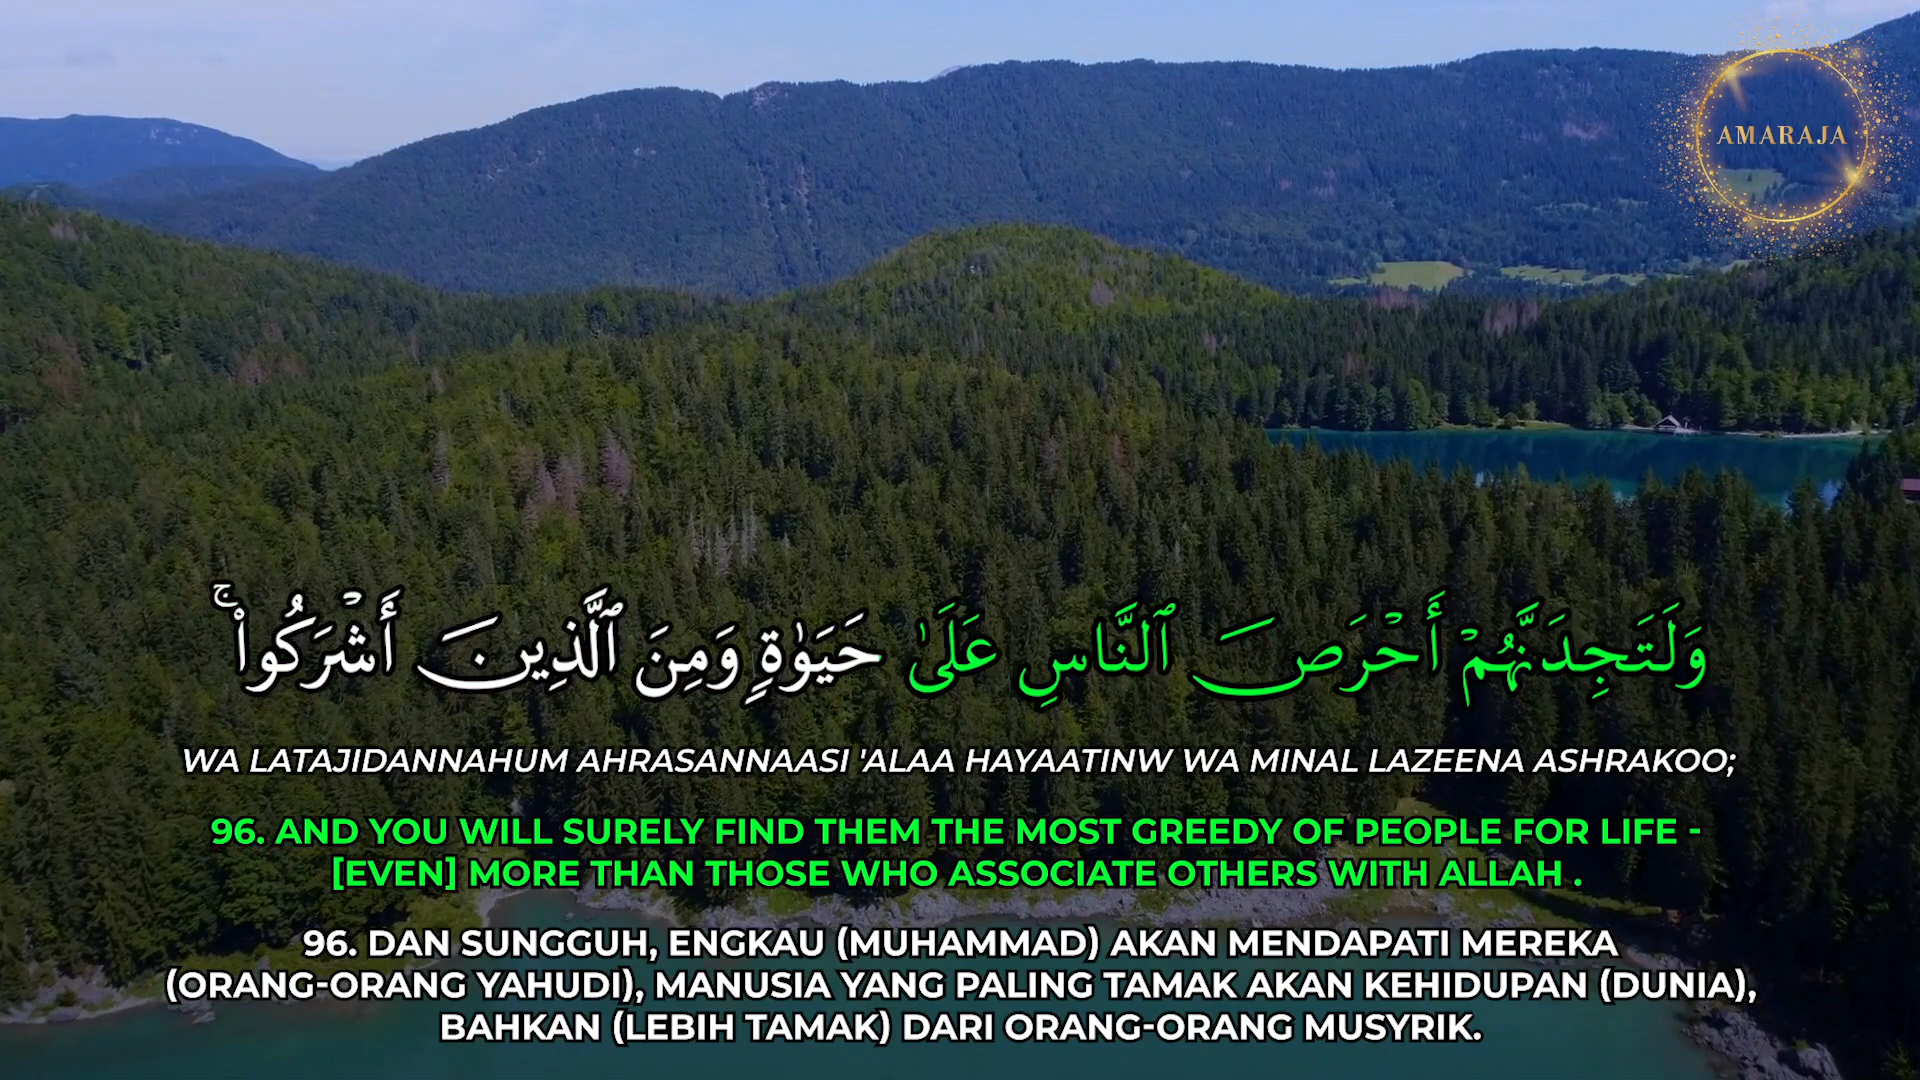 AMARAJA
وَلَتَجِدَنَّهُمْ أَحْرَصَ ٱلنَّاسِ عَلَىٰ حَيَوٰةٍ وَمِنَ ٱلَّذِينَ أَشْرَكُوا۟ ۚ
WA LATAJIDANNAHUM AHRASANNAASI 'ALAA HAYAATINW WA MINAL LAZEENA ASHRAKOO;
96. AND YOU WILL SURELY FIND THEM THE MOST GREEDY OF PEOPLE FOR LIFE -
[EVEN] MORE THAN THOSE WHO ASSOCIATE OTHERS WITH ALLAH .
96. DAN SUNGGUH, ENGKAU (MUHAMMAD) AKAN MENDAPATI MEREKA
(ORANG-ORANG YAHUDI), MANUSIA YANG PALING TAMAK AKAN KEHIDUPAN (DUNIA),
BAHKAN (LEBIH TAMAK) DARI ORANG-ORANG MUSYRIK.